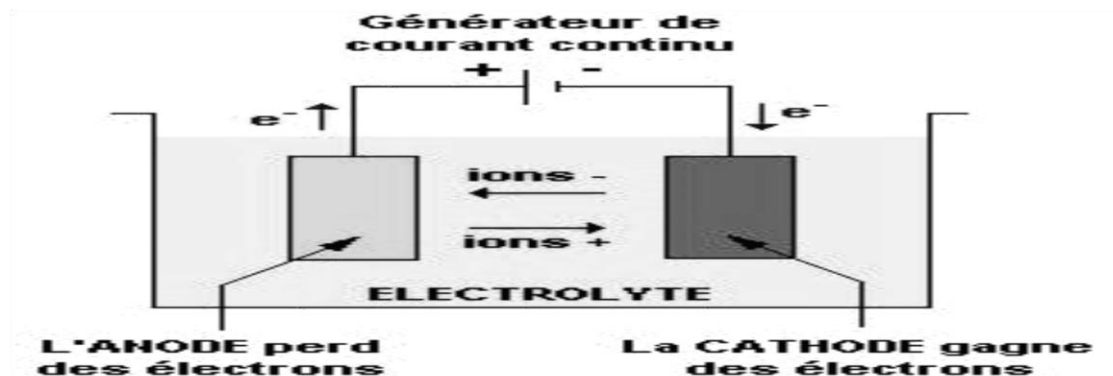 Générateur de
courant continu
+ -
e- ↑ ↓ e-
ions -
ions +
ELECTROLYTE
L'ANODE perd
des électrons
La CATHODE gagne
des électrons